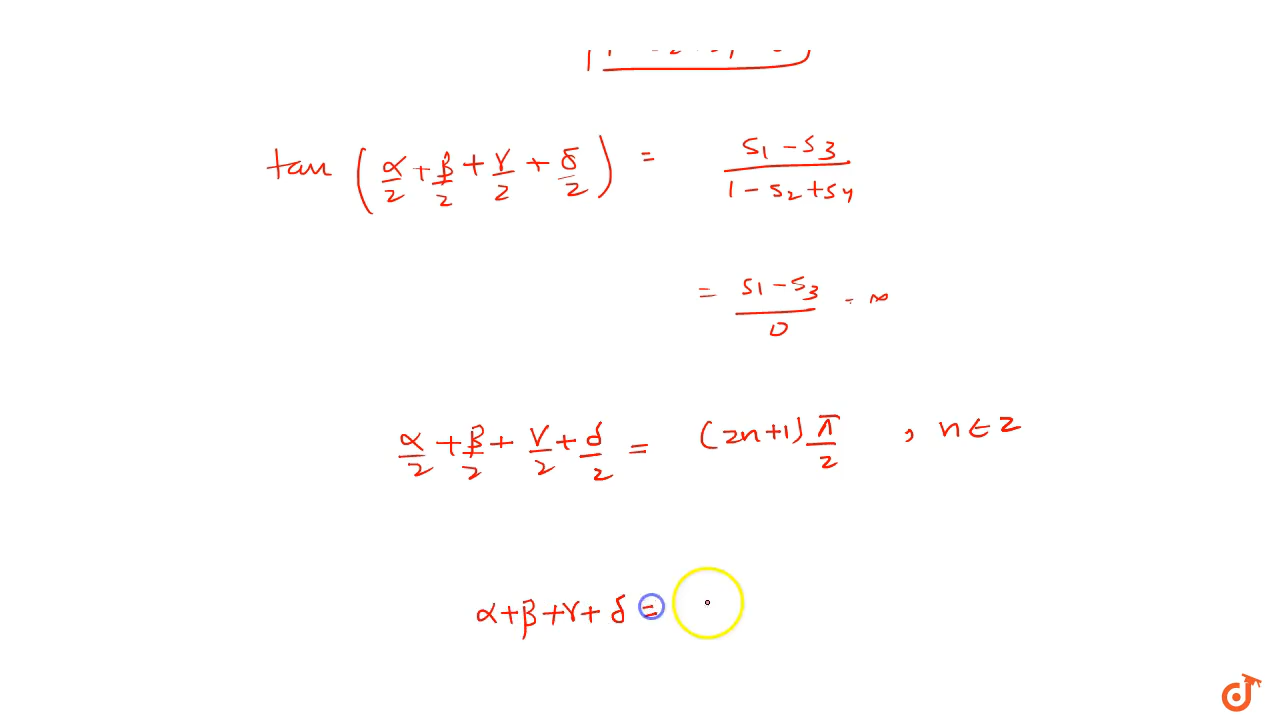 tan (α/2 + β/2 + γ/2 + δ/2) = (s1 - s3)/(1 - s2 + s4)
= (s1 - s3)/0 = ∞
α/2 + β/2 + γ/2 + δ/2 = (2n+1) π/2 , n ∈ Z
α + β + γ + δ =